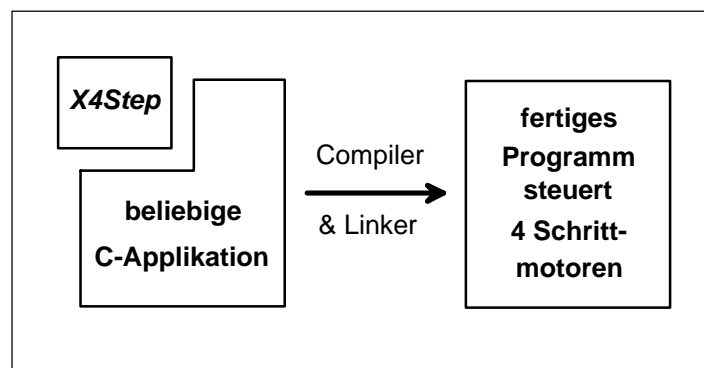 X4Step
beliebige
C-Applikation
Compiler
& Linker
fertiges
Programm
steuert
4 Schritt-
motoren